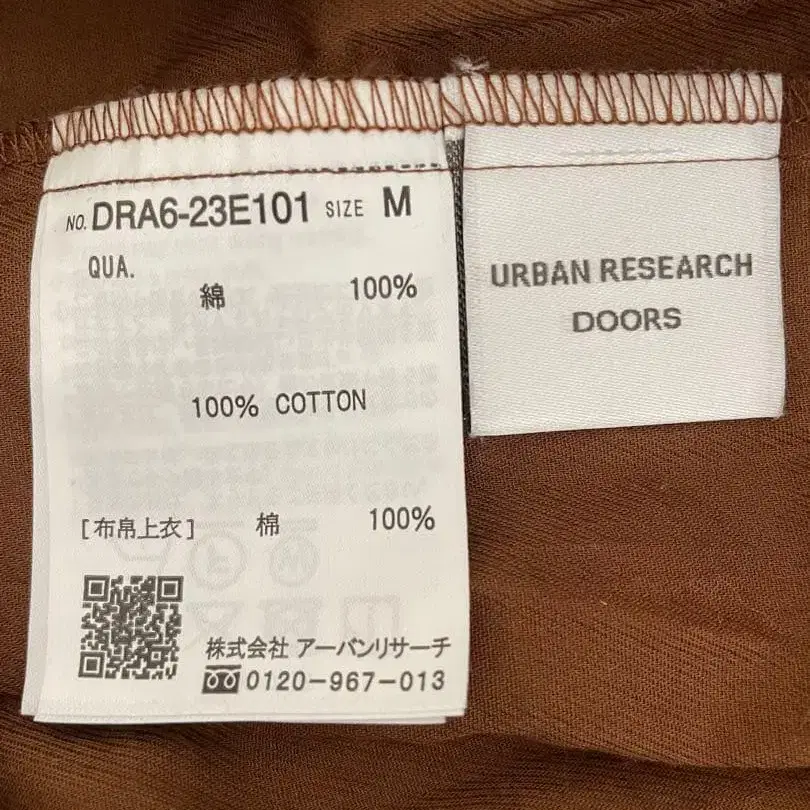 NO. DRA6-23E101 SIZE M
QUA.
綿 100%
100% COTTON
[布帛上衣] 棉 100%
株式会社 アーバンリサーチ
0120-967-013
URBAN RESEARCH
DOORS